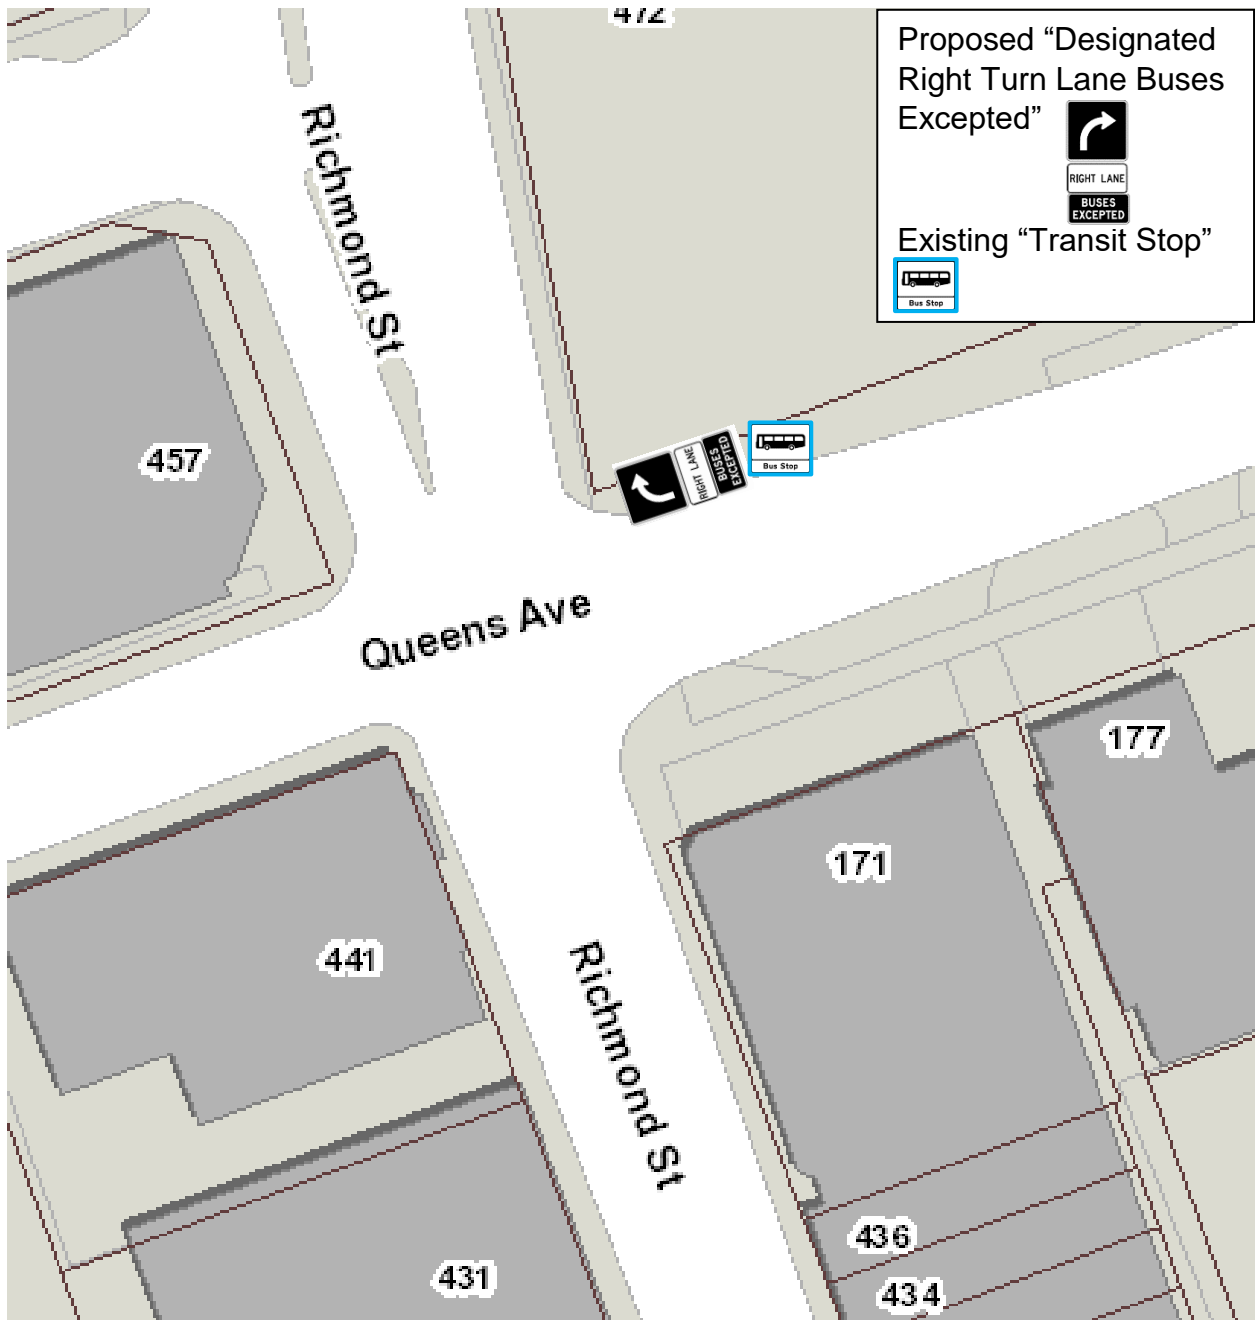 472
Proposed “Designated
Right Turn Lane Buses
Excepted”
RIGHT LANE
BUSES
EXCEPTED
Existing “Transit Stop”
Bus Stop
Richmond St
457
RIGHT LANE
BUSES
EXCEPTED
Bus Stop
Queens Ave
177
171
441
Richmond St
436
431
434